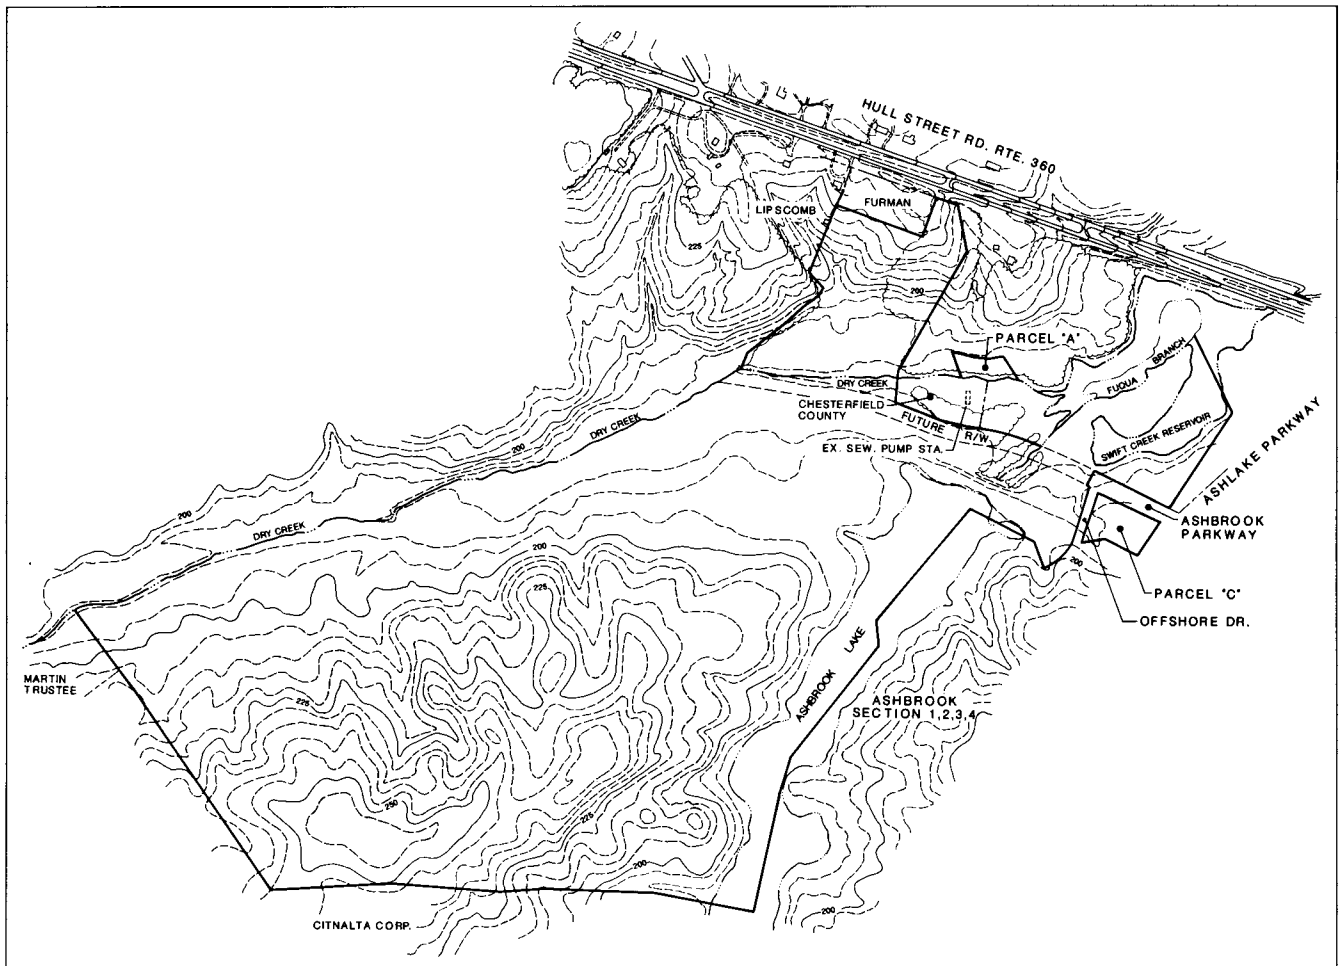 HULL STREET RD. RTE. 360
LIPSCOMB
FURMAN
225
200
PARCEL "A"
FUQUA BRANCH
DRY CREEK
CHESTERFIELD
COUNTY
FUTURE
R/W
EX. SEW. PUMP STA.
SWIFT CREEK RESERVOIR
ASHLAKE PARKWAY
DRY CREEK
200
ASHBROOK
PARKWAY
200
DRY CREEK
200
200
225
PARCEL "C"
OFFSHORE DR.
MARTIN
TRUSTEE
ASHBROOK LAKE
225
ASHBROOK
SECTION 1,2,3,4
250
225
200
200
CITNALTA CORP.